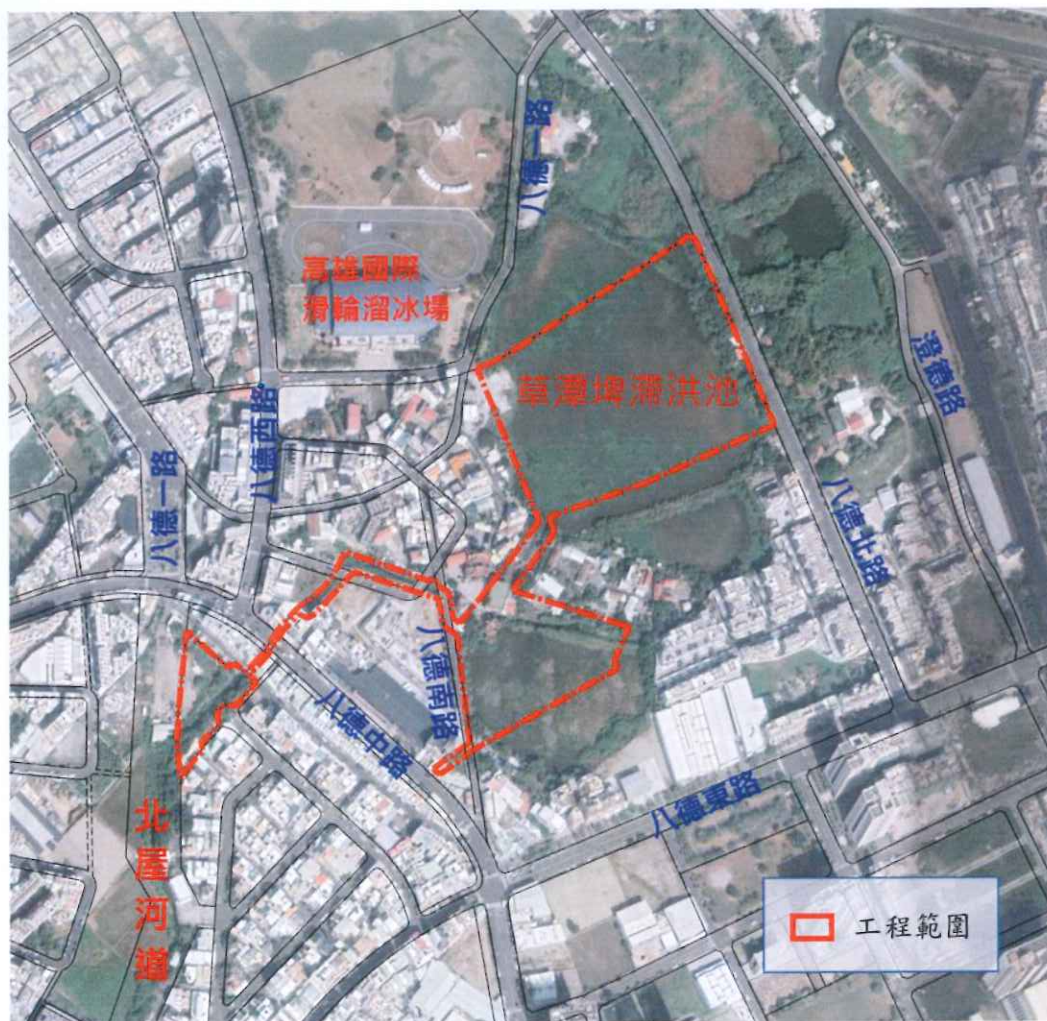 八德一路
高雄國際
滑輪溜冰場
草潭埤滯洪池
澄德路
八德西路
八德一路
八德北路
八德南路
八德中路
八德東路
北屋河道
工程範圍